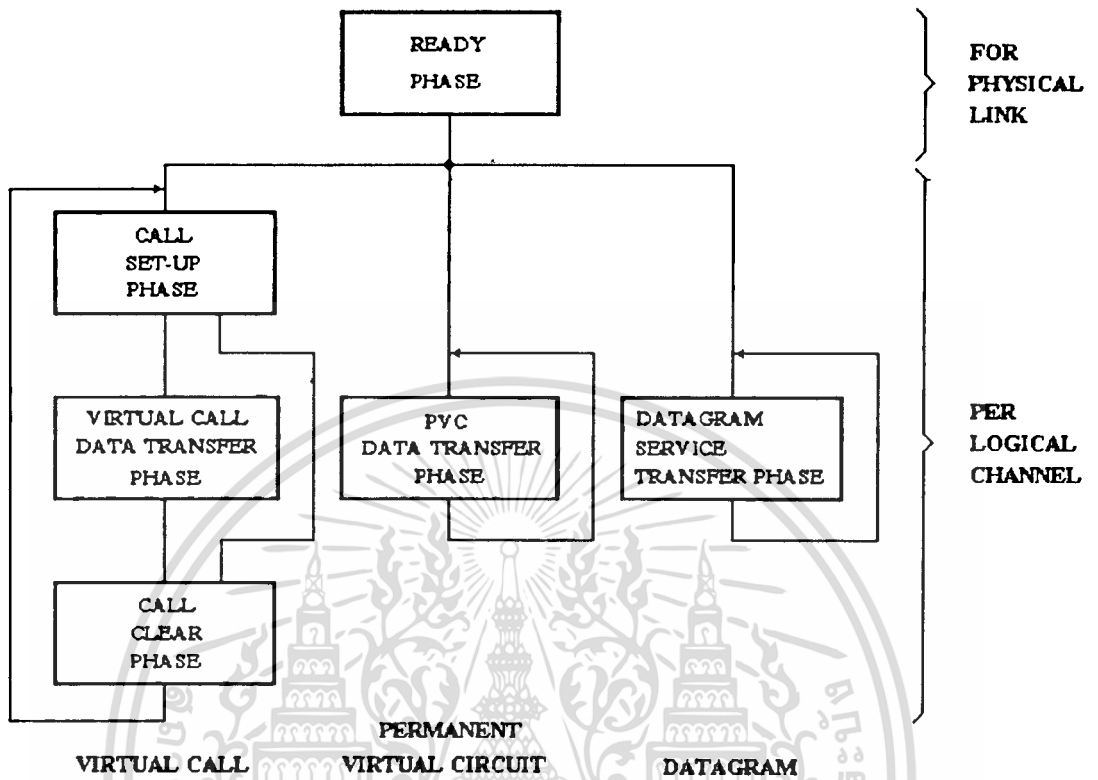 READY
PHASE
FOR
PHYSICAL
LINK
CALL
SET-UP
PHASE
VIRTUAL CALL
DATA TRANSFER
PHASE
PVC
DATA TRANSFER
PHASE
DATAGRAM
SERVICE
TRANSFER PHASE
PER
LOGICAL
CHANNEL
CALL
CLEAR
PHASE
VIRTUAL CALL
PERMANENT
VIRTUAL CIRCUIT
DATAGRAM